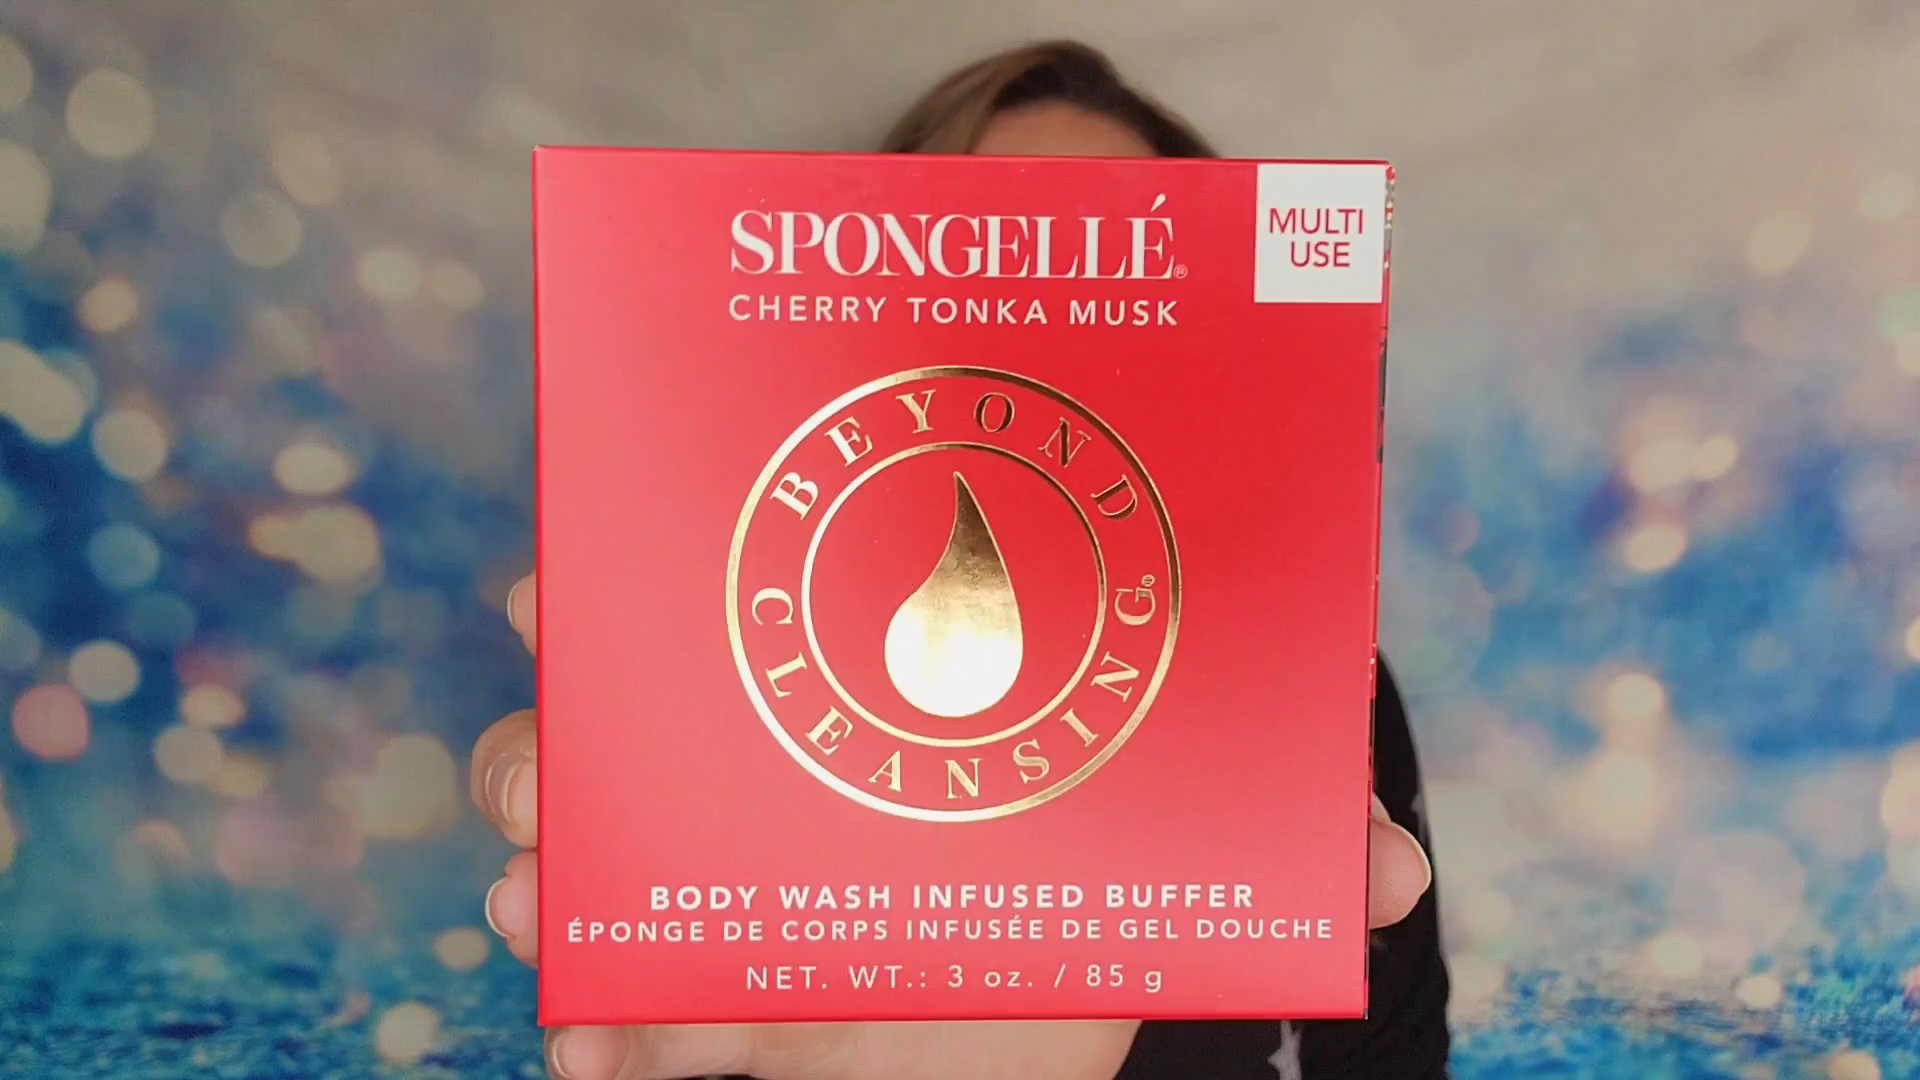 SPONGELLÉ®
CHERRY TONKA MUSK
MULTI
USE
BEYOND
CLEANSING®
BODY WASH INFUSED BUFFER
ÉPONGE DE CORPS INFUSÉE DE GEL DOUCHE
NET. WT.: 3 oz. / 85 g